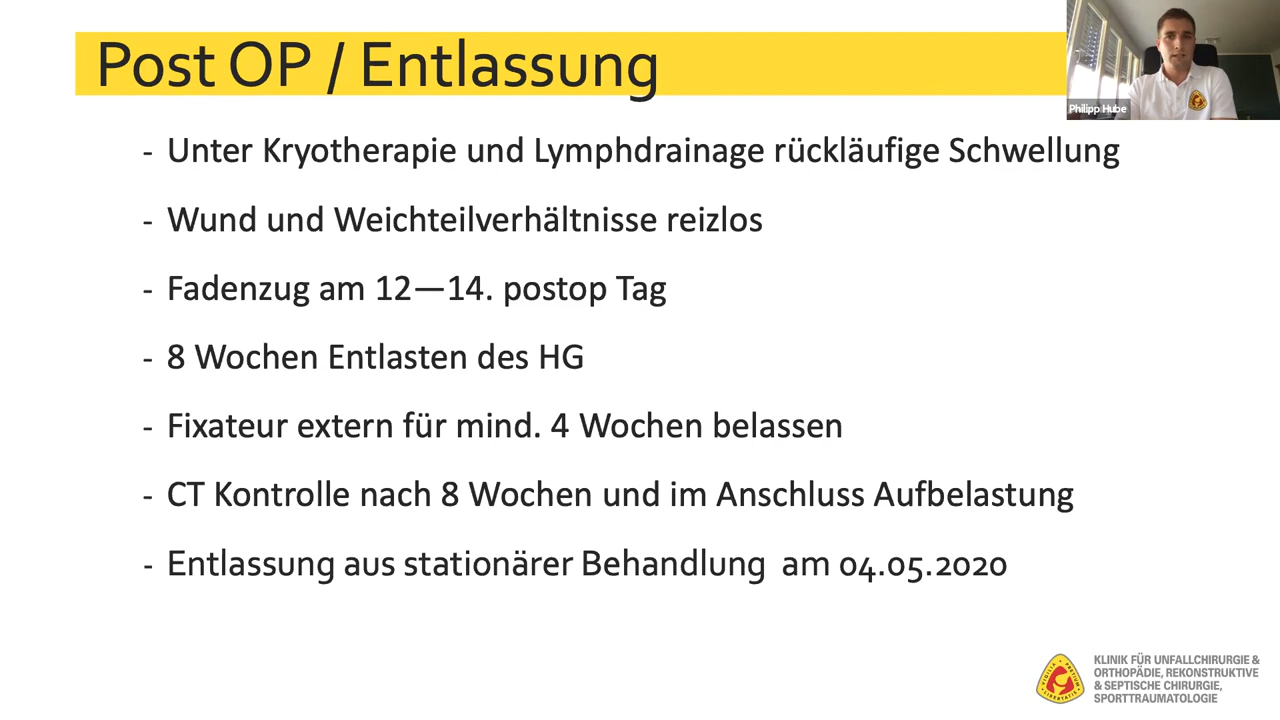 Post OP / Entlassung
Philipp Hube
- Unter Kryotherapie und Lymphdrainage rückläufige Schwellung
- Wund und Weichteilverhältnisse reizlos
- Fadenzug am 12—14. postop Tag
- 8 Wochen Entlasten des HG
- Fixateur extern für mind. 4 Wochen belassen
- CT Kontrolle nach 8 Wochen und im Anschluss Aufbelastung
- Entlassung aus stationärer Behandlung am 04.05.2020
VIGILIA PRETIUM LIBERTATIS
KLINIK FÜR UNFALLCHIRURGIE &
ORTHOPÄDIE, REKONSTRUKTIVE
& SEPTISCHE CHIRURGIE,
SPORTTRAUMATOLOGIE